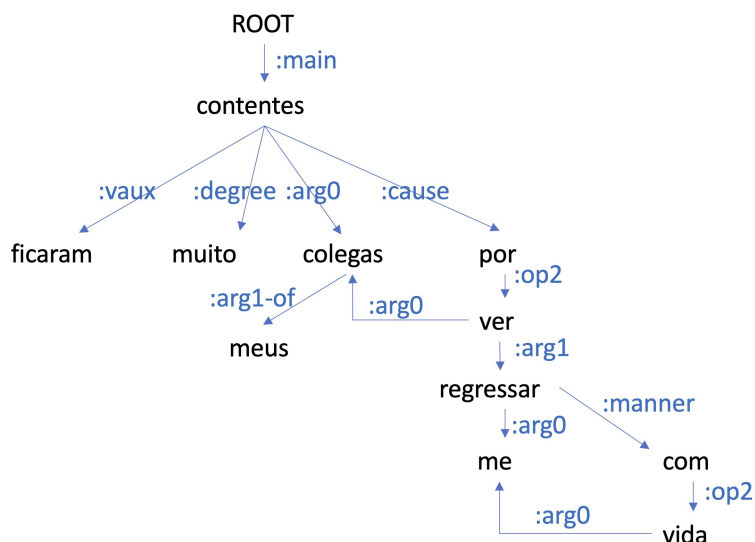 ROOT
:main
contentes
:vaux :degree :arg0 :cause
ficaram muito colegas por
:op2
:arg1-of :arg0
ver
meus :arg1
regressar
:manner
:arg0
me com
:op2
:arg0
vida